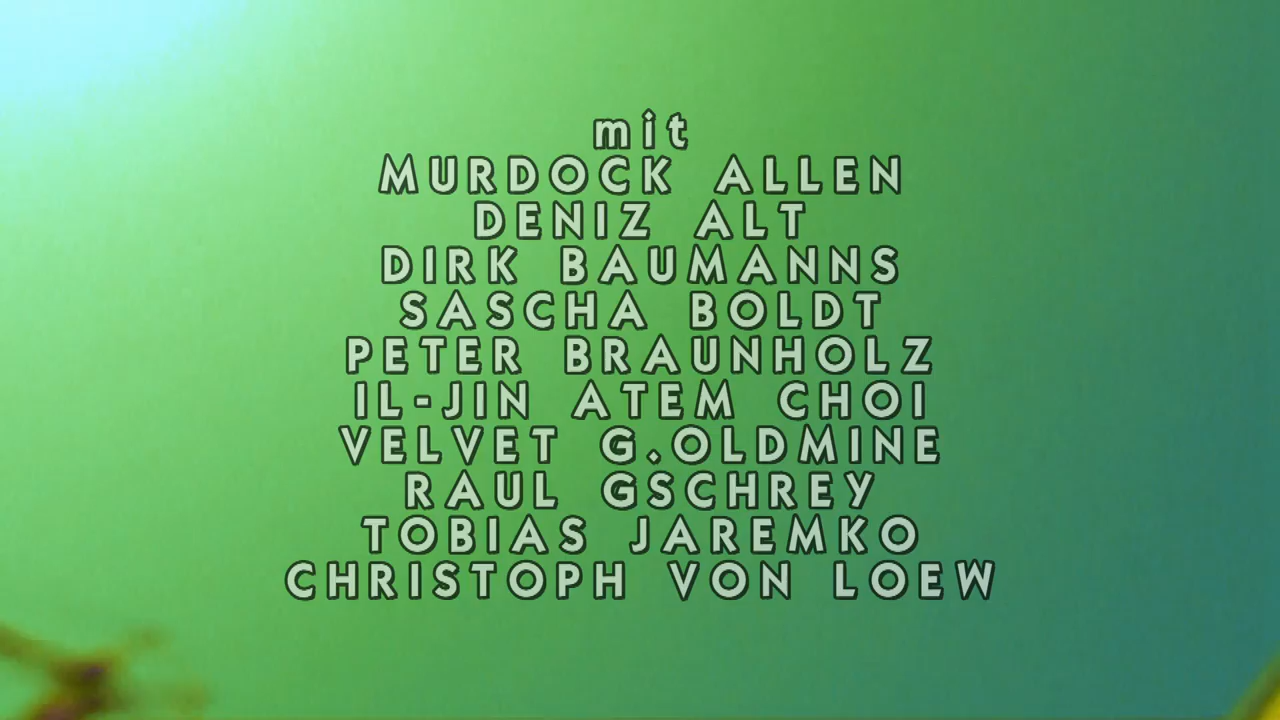 mit
MURDOCK ALLEN
DENIZ ALT
DIRK BAUMANNS
SASCHA BOLDT
PETER BRAUNHOLZ
IL-JIN ATEM CHOI
VELVET G.OLDMINE
RAUL GSCHREY
TOBIAS JAREMKO
CHRISTOPH VON LOEW